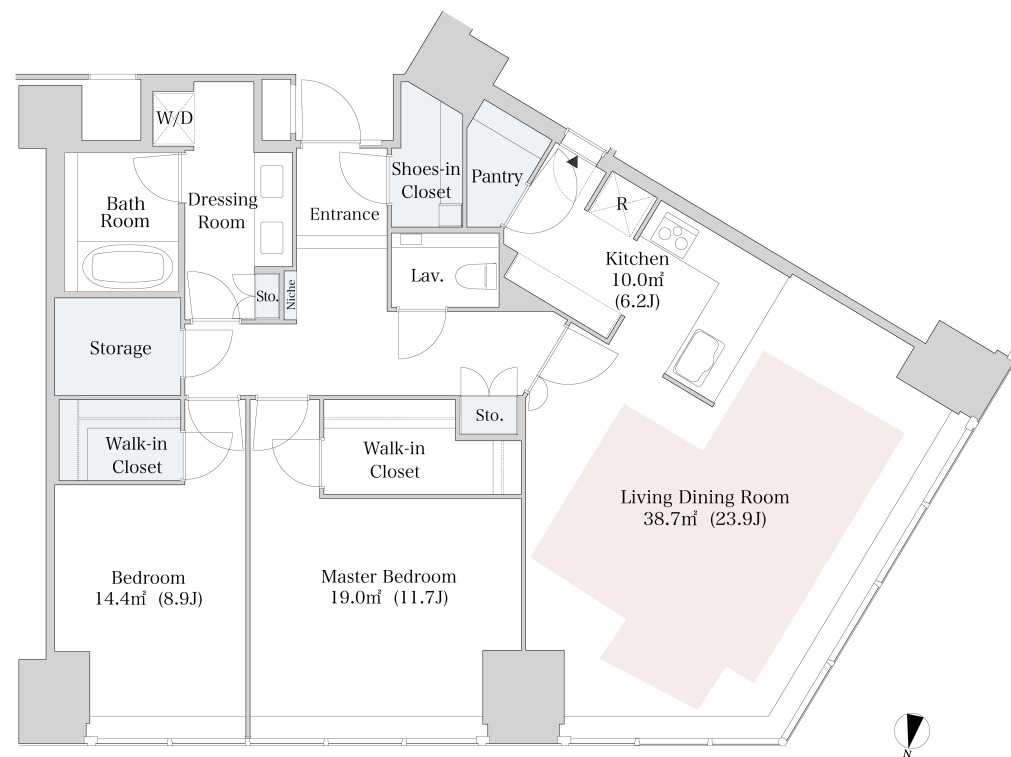 W/D
Shoes-in
Closet
Pantry
Bath
Room
Dressing
Room
Entrance
R
Kitchen
10.0㎡
(6.2J)
Lav.
Sto.
Niche
Storage
Sto.
Walk-in
Closet
Walk-in
Closet
Living Dining Room
38.7㎡ (23.9J)
Bedroom
14.4㎡ (8.9J)
Master Bedroom
19.0㎡ (11.7J)
N